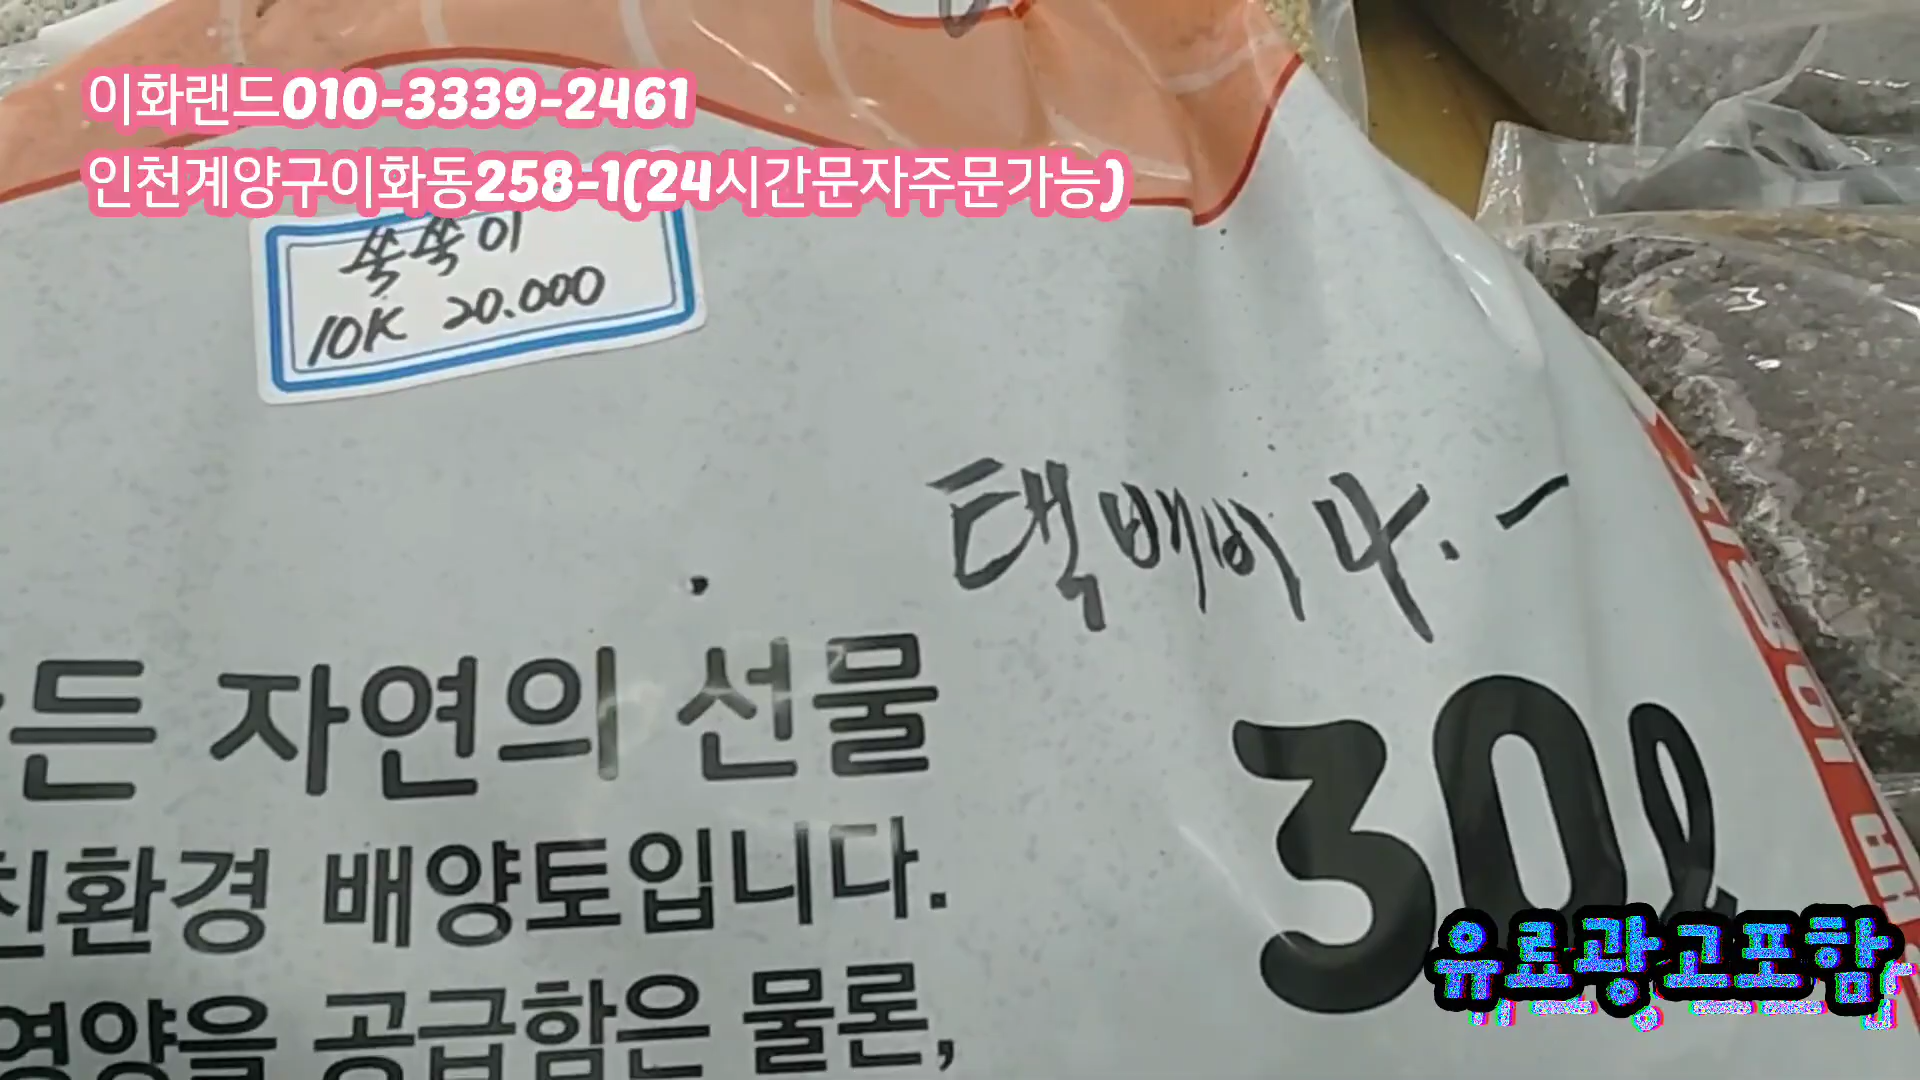 이화랜드010-3339-2461
인천계양구이화동258-1(24시간문자주문가능)
쏙쏙이
10K 20.000
택배비 4.-
든 자연의 선물
30ℓ
친환경 배양토입니다.
영양을 공급함은 물론,
유료광고포함